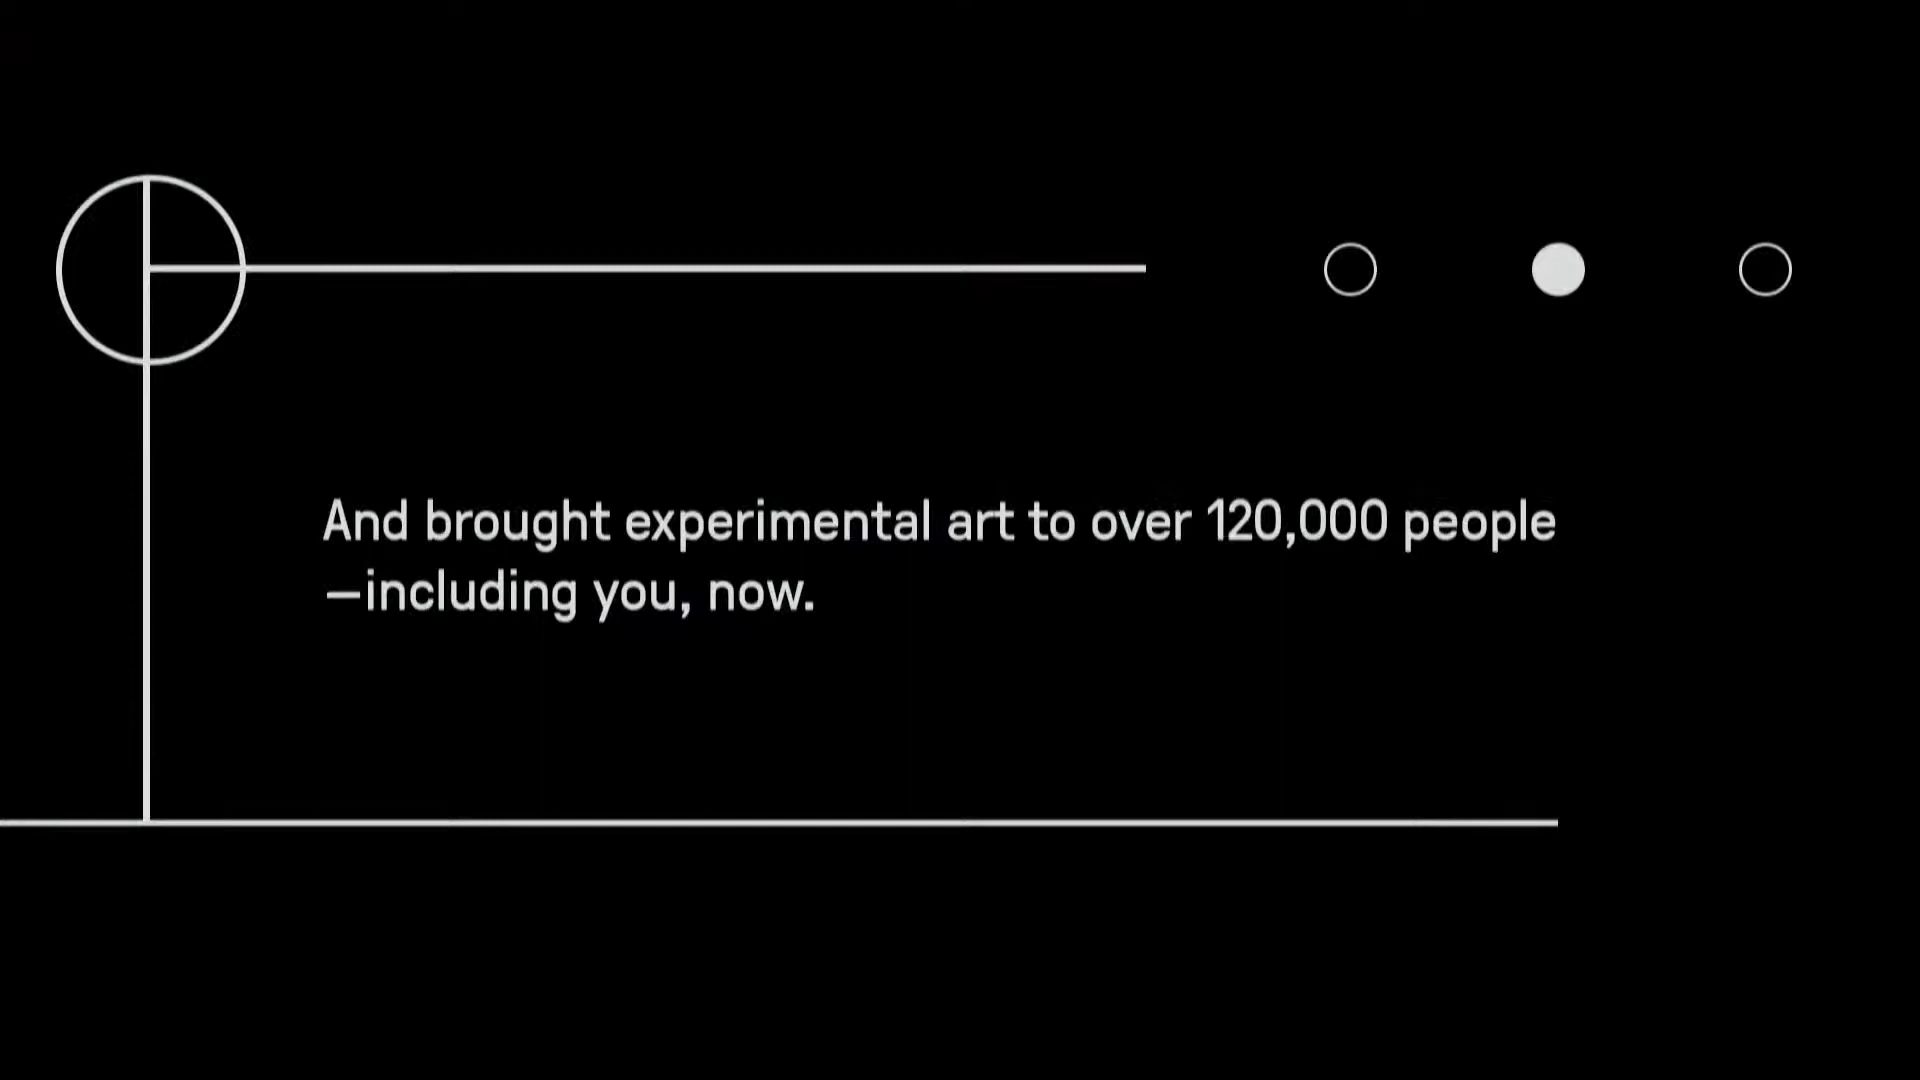 And brought experimental art to over 120,000 people
—including you, now.